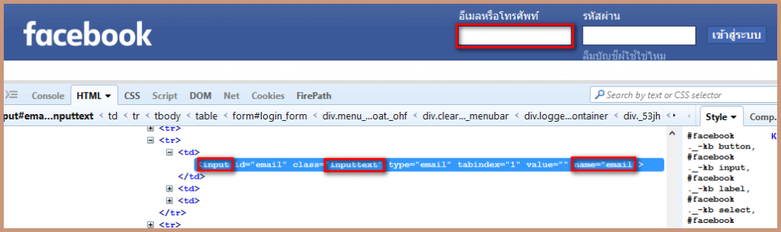 อีเมลหรือโทรศัพท์ รหัสผ่าน
facebook เข้าสู่ระบบ
ลืมบัญชีผู้ใช้ใช่ไหม
Console HTML CSS Script DOM Net Cookies FirePath Search by text or CSS selector
put#ema...nputtext < td < tr < tbody < table < form#login_form < div.menu_...oat._ohf < div.clear..._menubar < div.logge...ontainer < div._53jh Style Comp.
<tr>
<tr>
<td>
<input id="email" class="inputtext" type="email" tabindex="1" value="" name="email">
</td>
<td>
<td>
</tr>
<tr>
#facebook K
._-kb button,
#facebook
._-kb input,
#facebook
._-kb label,
#facebook
._-kb select,
#facebook